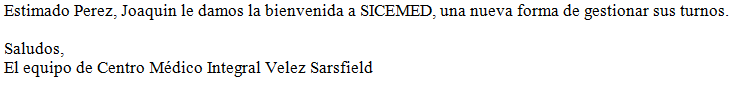 Estimado Perez, Joaquin le damos la bienvenida a SICEMED, una nueva forma de gestionar sus turnos.
Saludos,
El equipo de Centro Médico Integral Velez Sarsfield